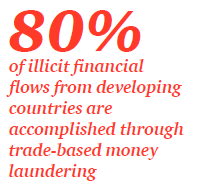 80%
of illicit financial
flows from developing
countries are
accomplished through
trade-based money
laundering